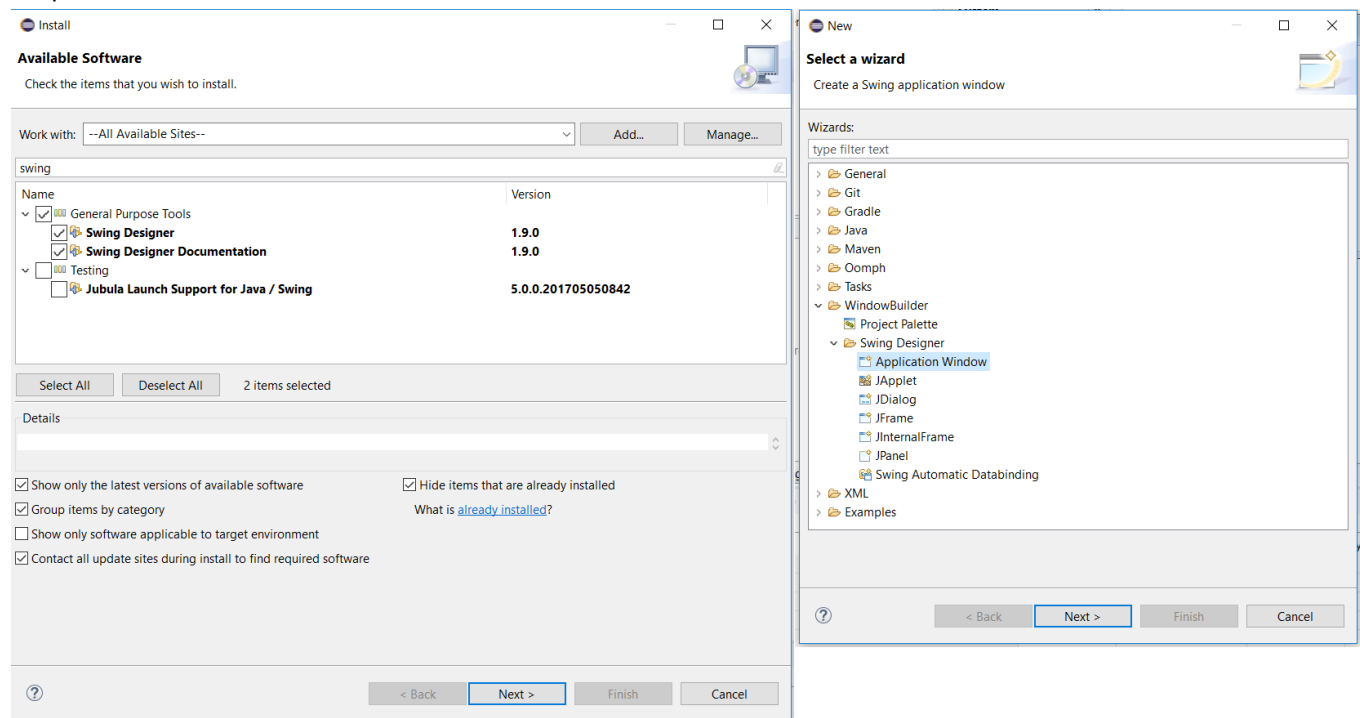 Install
Available Software
Check the items that you wish to install.
Work with: --All Available Sites-- Add... Manage...
swing
Name Version
General Purpose Tools
Swing Designer 1.9.0
Swing Designer Documentation 1.9.0
Testing
Jubula Launch Support for Java / Swing 5.0.0.201705050842
Select All Deselect All 2 items selected
Details
Show only the latest versions of available software Hide items that are already installed
Group items by category What is already installed?
Show only software applicable to target environment
Contact all update sites during install to find required software
< Back Next > Finish Cancel
New
Select a wizard
Create a Swing application window
Wizards:
type filter text
General
Git
Gradle
Java
Maven
Oomph
Tasks
WindowBuilder
Project Palette
Swing Designer
Application Window
JApplet
JDialog
JFrame
JInternalFrame
JPanel
Swing Automatic Databinding
XML
Examples
< Back Next > Finish Cancel